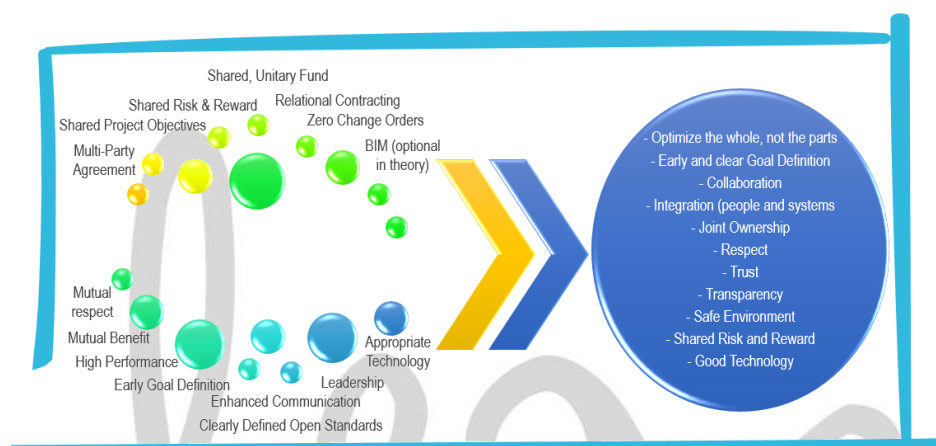 Shared, Unitary Fund
Shared Risk & Reward
Relational Contracting
Shared Project Objectives
Zero Change Orders
Multi-Party
Agreement
BIM (optional
in theory)
Mutual
respect
Mutual Benefit
High Performance
Early Goal Definition
Enhanced Communication
Clearly Defined Open Standards
Leadership
Appropriate
Technology
- Optimize the whole, not the parts
- Early and clear Goal Definition
- Collaboration
- Integration (people and systems
- Joint Ownership
- Respect
- Trust
- Transparency
- Safe Environment
- Shared Risk and Reward
- Good Technology